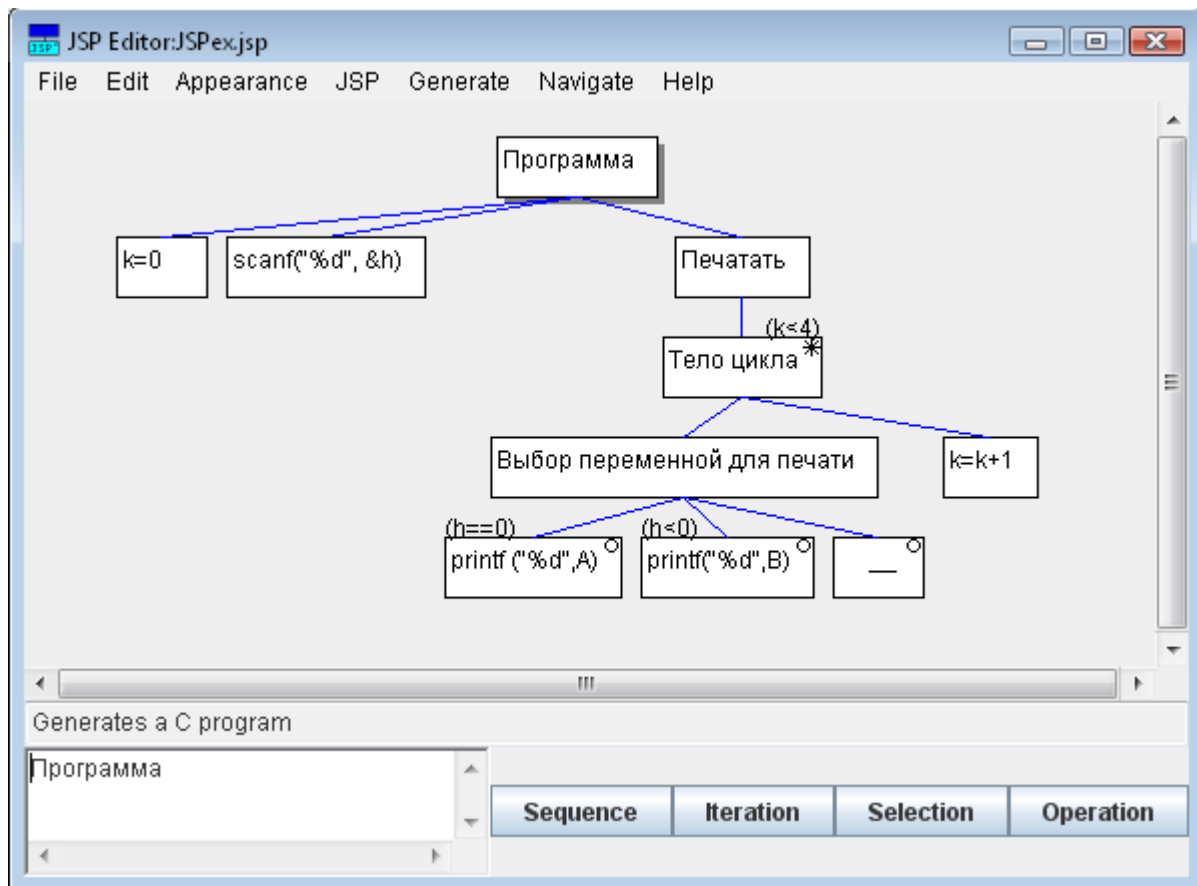 JSP Editor:JSPex.jsp
File Edit Appearance JSP Generate Navigate Help
Программа
k=0
scanf("%d", &h)
Печатать
(k<4)
Тело цикла *
Выбор переменной для печати
k=k+1
(h==0)
(h<0)
printf ("%d",A)
printf("%d",B)
__
Generates a C program
Программа
Sequence Iteration Selection Operation